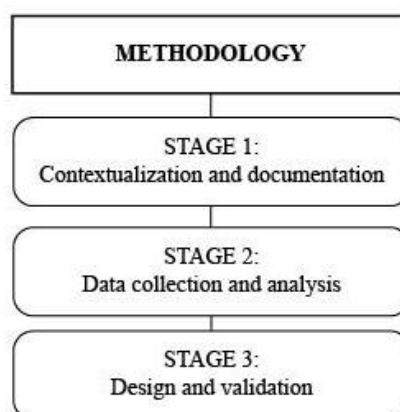 METHODOLOGY
STAGE 1:
Contextualization and documentation
STAGE 2:
Data collection and analysis
STAGE 3:
Design and validation